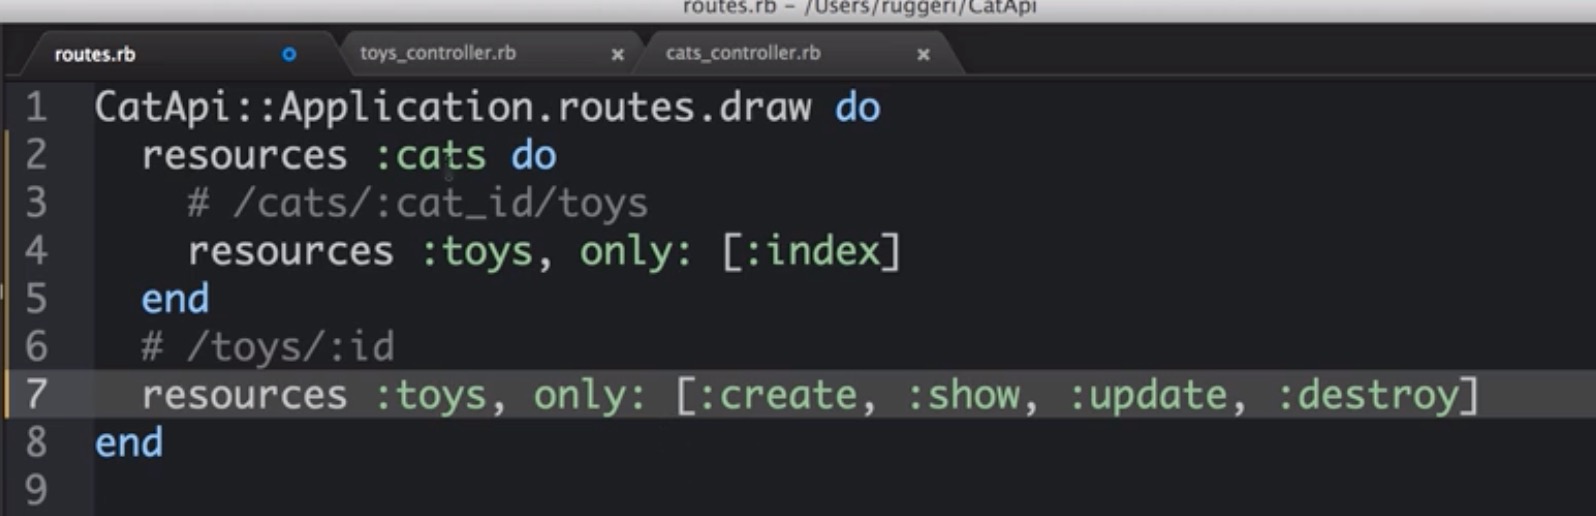 routes.rb – /Users/ruggeri/CatApi
routes.rb toys_controller.rb x cats_controller.rb x
1 CatApi::Application.routes.draw do
2   resources :cats do
3     # /cats/:cat_id/toys
4     resources :toys, only: [:index]
5   end
6   # /toys/:id
7   resources :toys, only: [:create, :show, :update, :destroy]
8 end
9